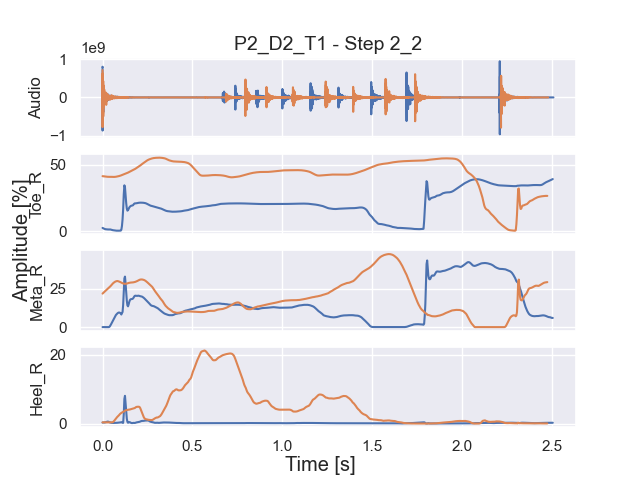 P2_D2_T1 - Step 2_2
1e9
1
0
−1
Audio
50
0
Toe_R
Amplitude [%]
25
0
Meta_R
20
0
Heel_R
0.0 0.5 1.0 1.5 2.0 2.5
Time [s]